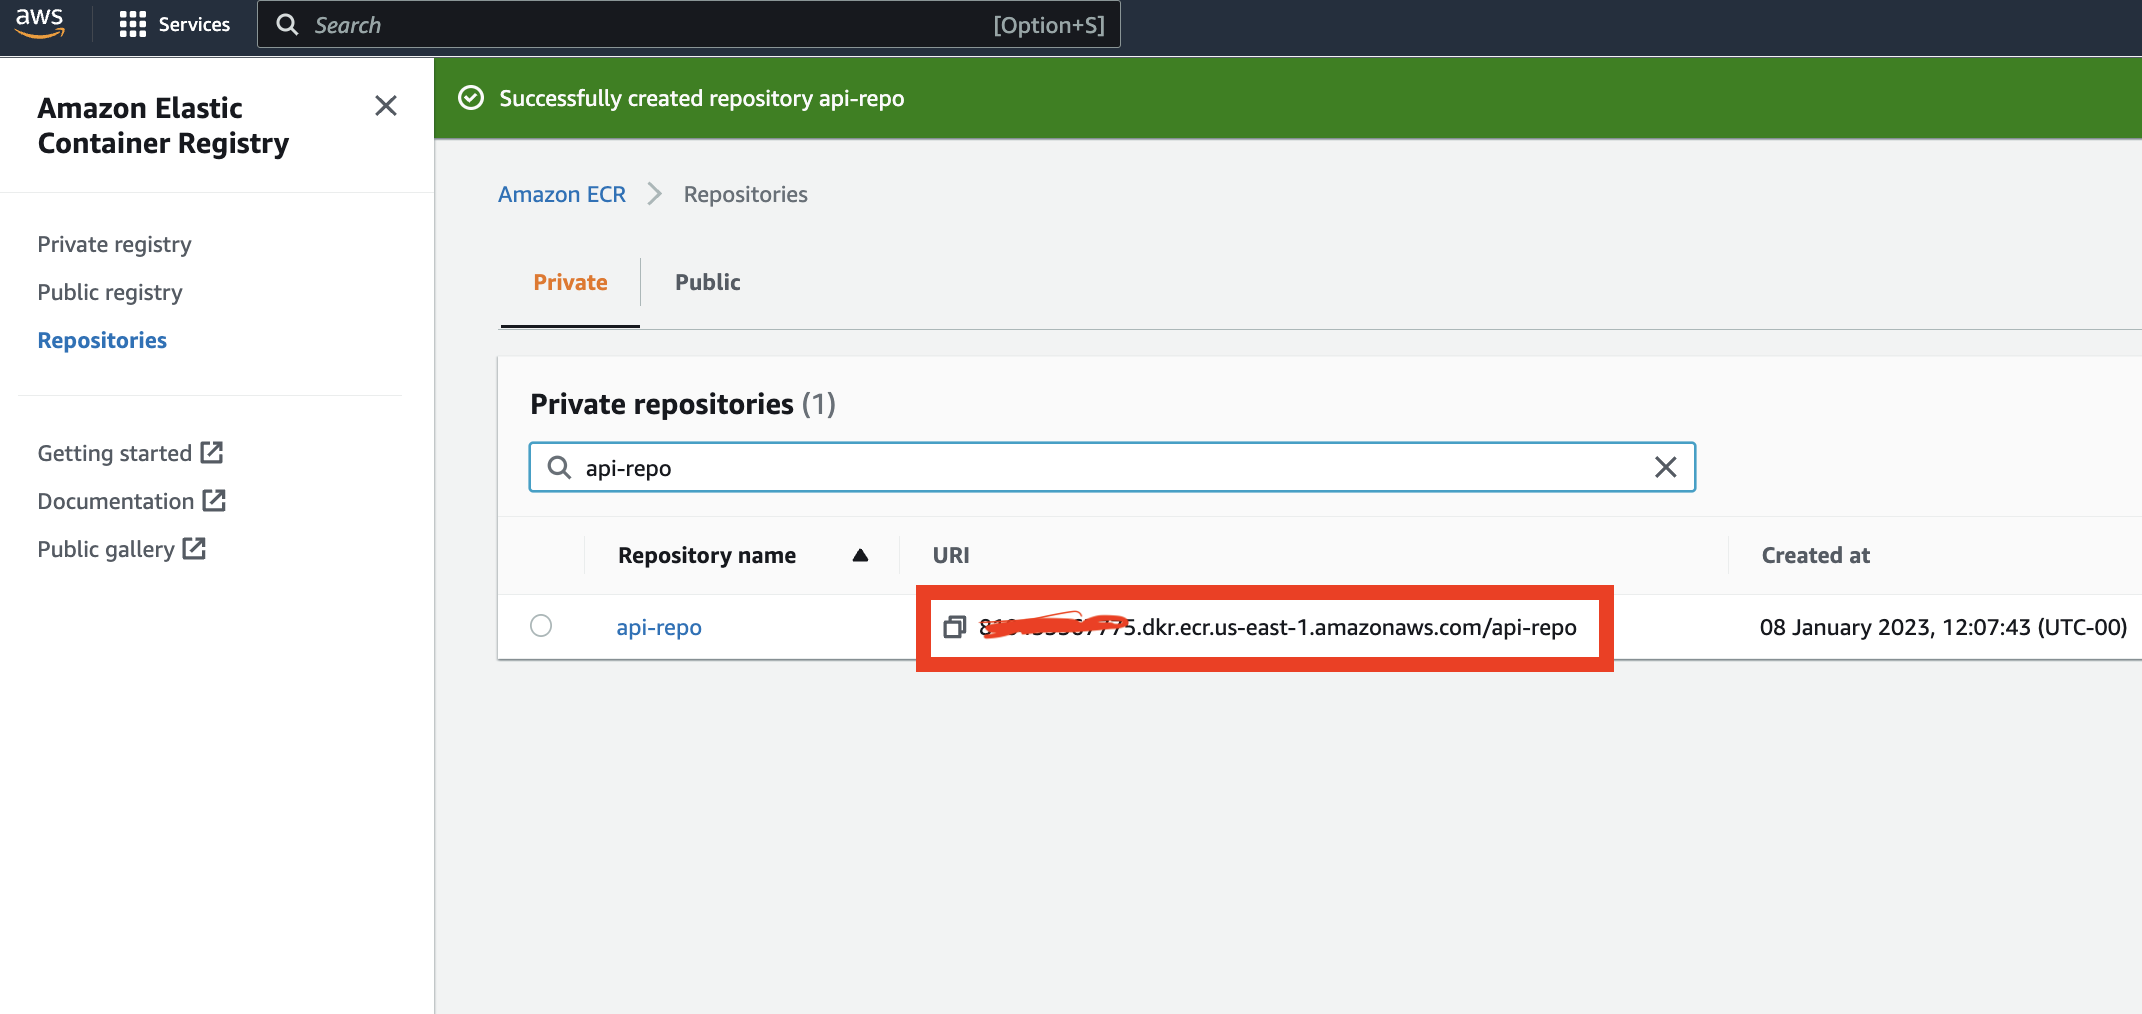 aws Services Search [Option+S]
Amazon Elastic
Container Registry
Private registry
Public registry
Repositories
Getting started
Documentation
Public gallery
Successfully created repository api-repo
Amazon ECR Repositories
Private Public
Private repositories (1)
api-repo
Repository name URI Created at
api-repo .dkr.ecr.us-east-1.amazonaws.com/api-repo 08 January 2023, 12:07:43 (UTC-00)